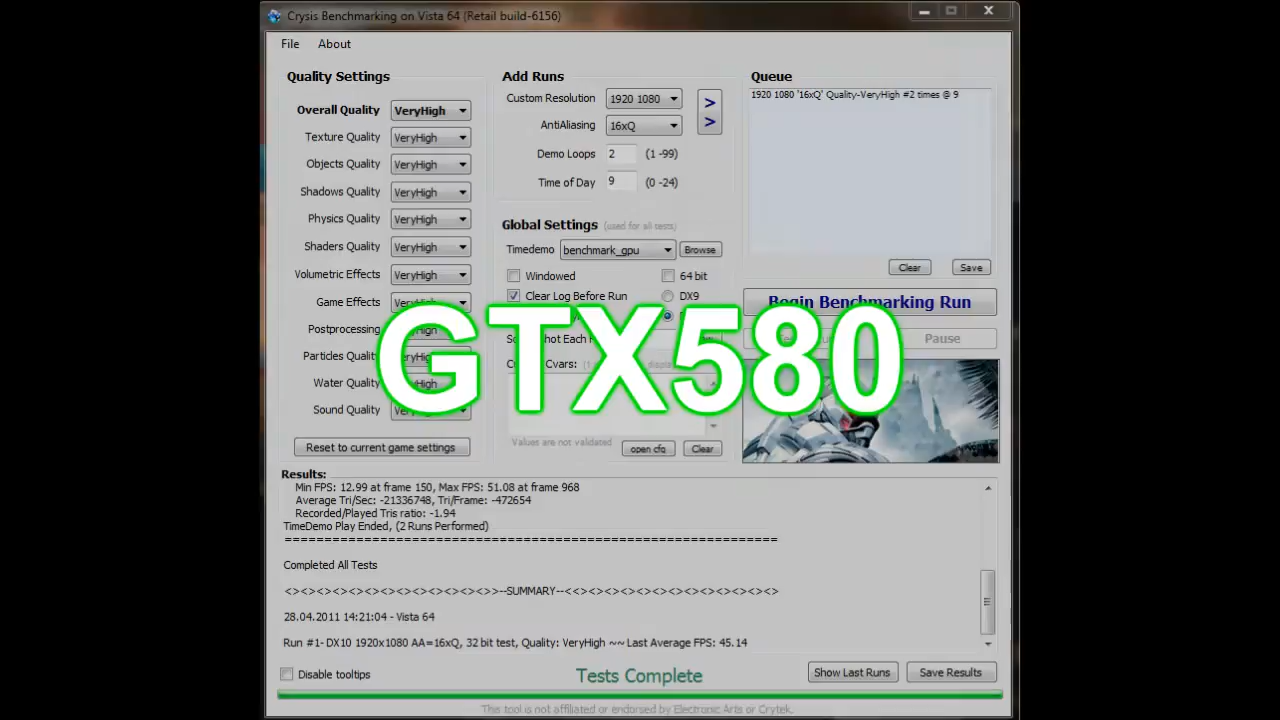 Crysis Benchmarking on Vista 64 (Retail build-6156)
File About
Quality Settings
Overall Quality VeryHigh
Texture Quality VeryHigh
Objects Quality VeryHigh
Shadows Quality VeryHigh
Physics Quality VeryHigh
Shaders Quality VeryHigh
Volumetric Effects VeryHigh
Game Effects VeryHigh
Postprocessing
Particles Quality
Water Quality
Sound Quality
Reset to current game settings
Add Runs
Custom Resolution 1920 1080
AntiAliasing 16xQ
Demo Loops 2 (1 -99)
Time of Day 9 (0 -24)
>
>
Global Settings (used for all tests)
Timedemo benchmark_gpu Browse
Windowed 64 bit
Clear Log Before Run DX9
Values are not validated open cfg Clear
Queue
1920 1080 '16xQ' Quality-VeryHigh #2 times @ 9
Clear Save
Begin Benchmarking Run
Pause
GTX580
Results:
Min FPS: 12.99 at frame 150, Max FPS: 51.08 at frame 968
Average Tri/Sec: -21336748, Tri/Frame: -472654
Recorded/Played Tris ratio: -1.94
TimeDemo Play Ended, (2 Runs Performed)
==============================================================
Completed All Tests
<><><><><><><><><><><><><>>--SUMMARY--<<><><><><><><><><><><><><>
28.04.2011 14:21:04 - Vista 64
Run #1- DX10 1920x1080 AA=16xQ, 32 bit test, Quality: VeryHigh ~~ Last Average FPS: 45.14
Disable tooltips Tests Complete Show Last Runs Save Results
This tool is not affiliated or endorsed by Electronic Arts or Crytek.